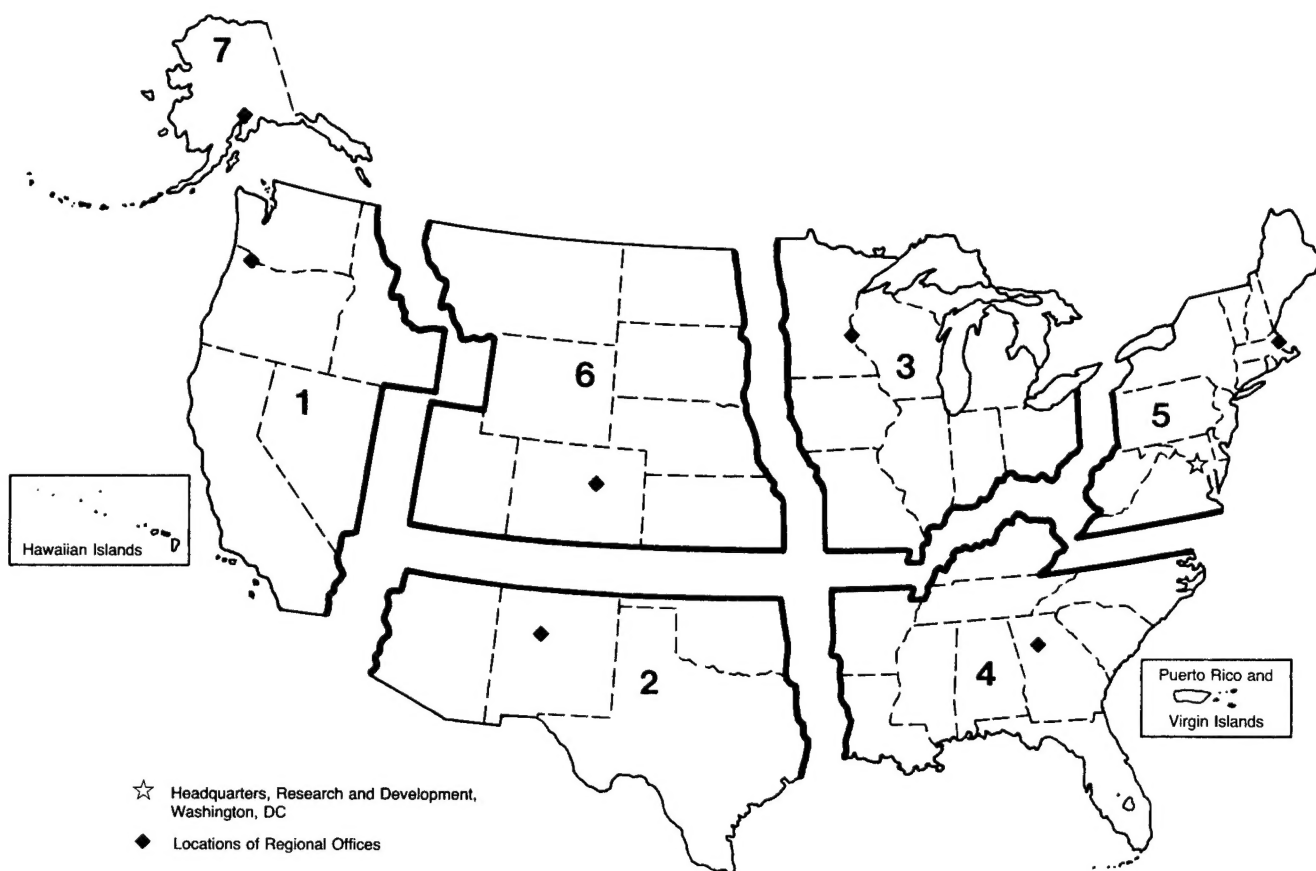 7
6
3
1
5
Hawaiian Islands
2
4
Puerto Rico and
Virgin Islands
Headquarters, Research and Development,
Washington, DC
Locations of Regional Offices